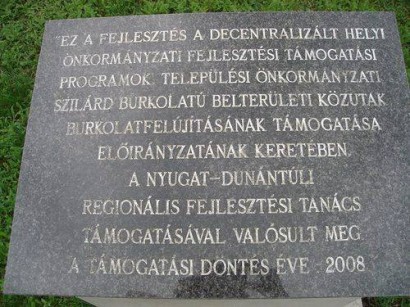 EZ A FEJLESZTÉS A DECENTRALIZÁLT HELYI
ÖNKORMÁNYZATI FEJLESZTÉSI TÁMOGATÁSI
PROGRAMOK TELEPÜLÉSI ÖNKORMÁNYZATI
SZILÁRD BURKOLATÚ BELTERÜLETI KÖZUTAK
BURKOLATFELÚJÍTÁSÁNAK TÁMOGATÁSA
ELŐIRÁNYZATÁNAK KERETÉBEN
A NYUGAT-DUNÁNTÚLI
REGIONÁLIS FEJLESZTÉSI TANÁCS
TÁMOGATÁSÁVAL VALÓSULT MEG.
A TÁMOGATÁSI DÖNTÉS ÉVE : 2008